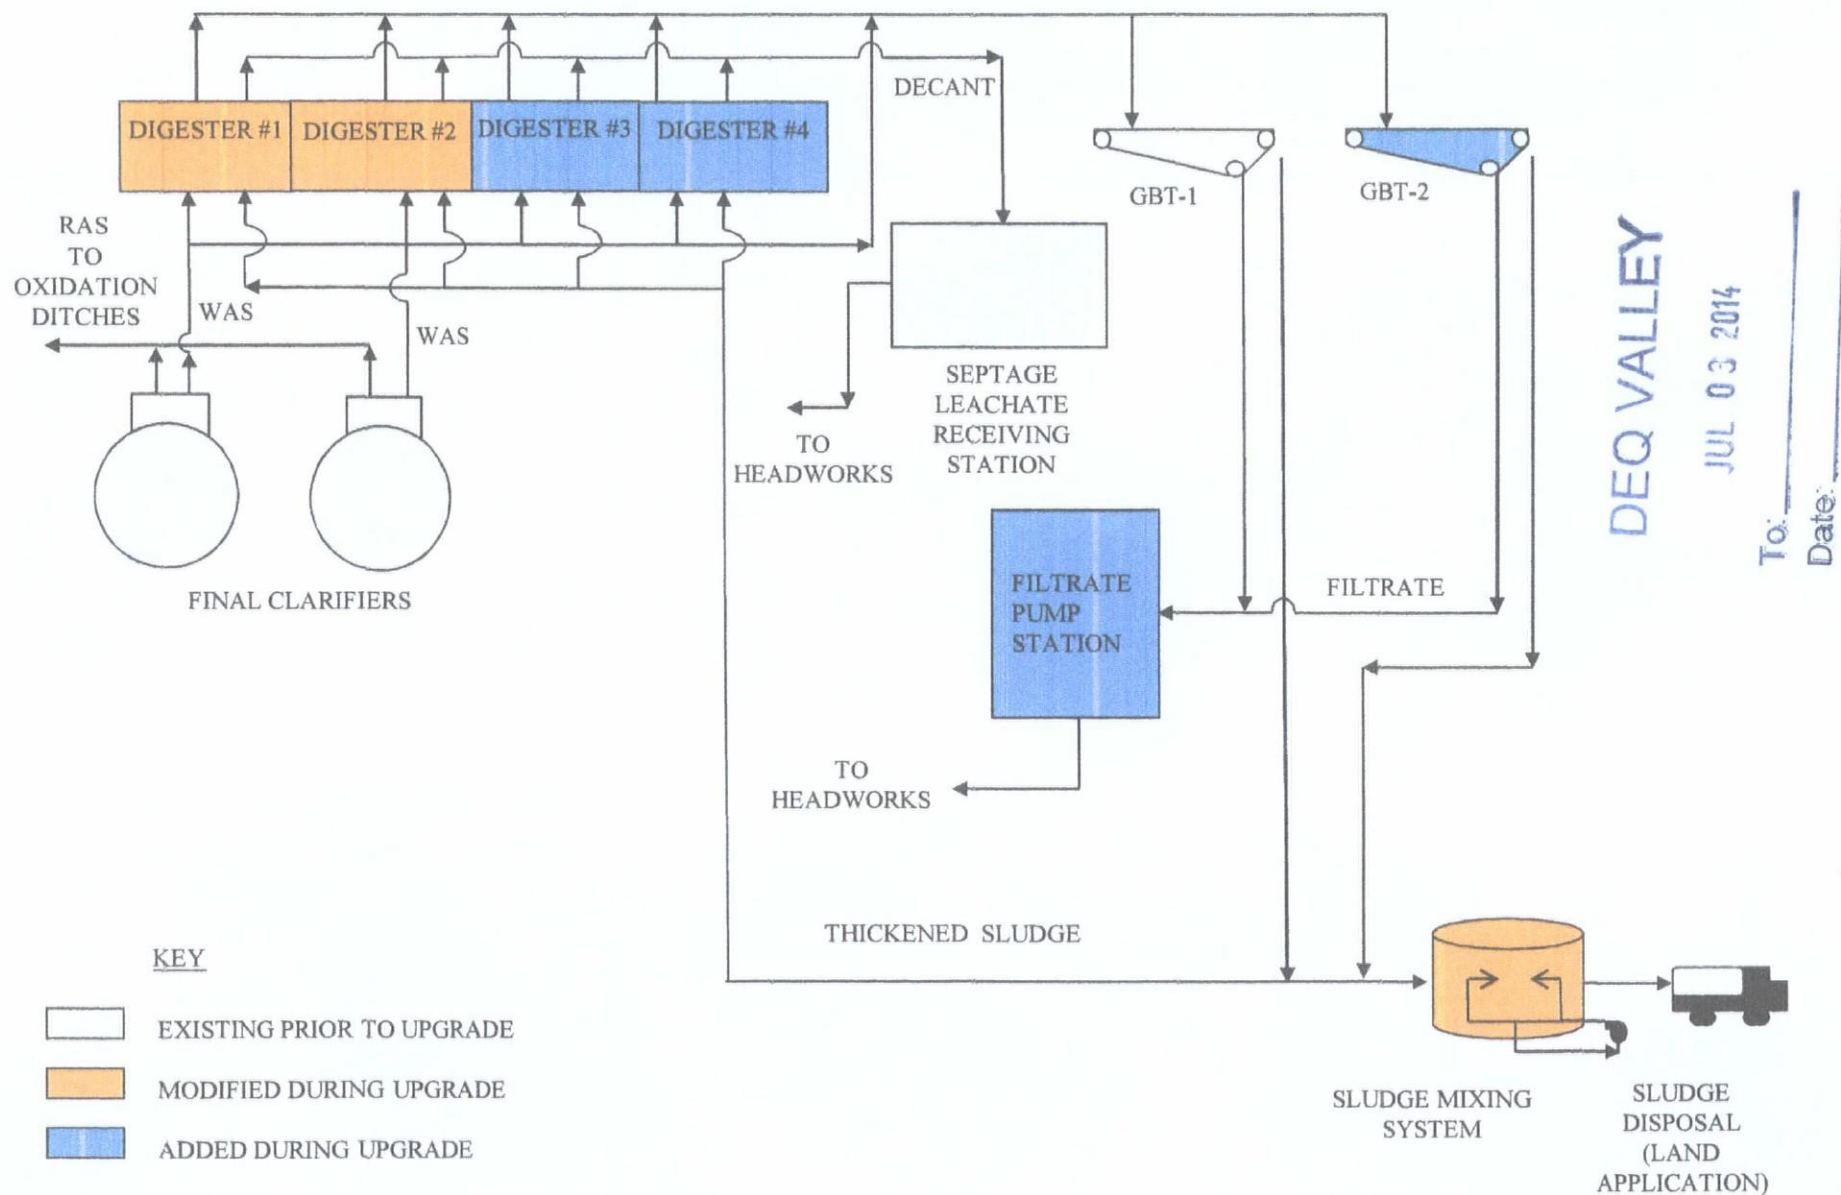 DECANT
DIGESTER #1
DIGESTER #2
DIGESTER #3
DIGESTER #4
RAS
TO
OXIDATION
DITCHES
WAS
WAS
GBT-1
GBT-2
SEPTAGE
LEACHATE
RECEIVING
STATION
TO
HEADWORKS
FINAL CLARIFIERS
FILTRATE
PUMP
STATION
FILTRATE
TO
HEADWORKS
THICKENED SLUDGE
KEY
EXISTING PRIOR TO UPGRADE
MODIFIED DURING UPGRADE
ADDED DURING UPGRADE
SLUDGE MIXING
SYSTEM
SLUDGE
DISPOSAL
(LAND
APPLICATION)
DEQ VALLEY
JUL 03 2014
To:
Date: